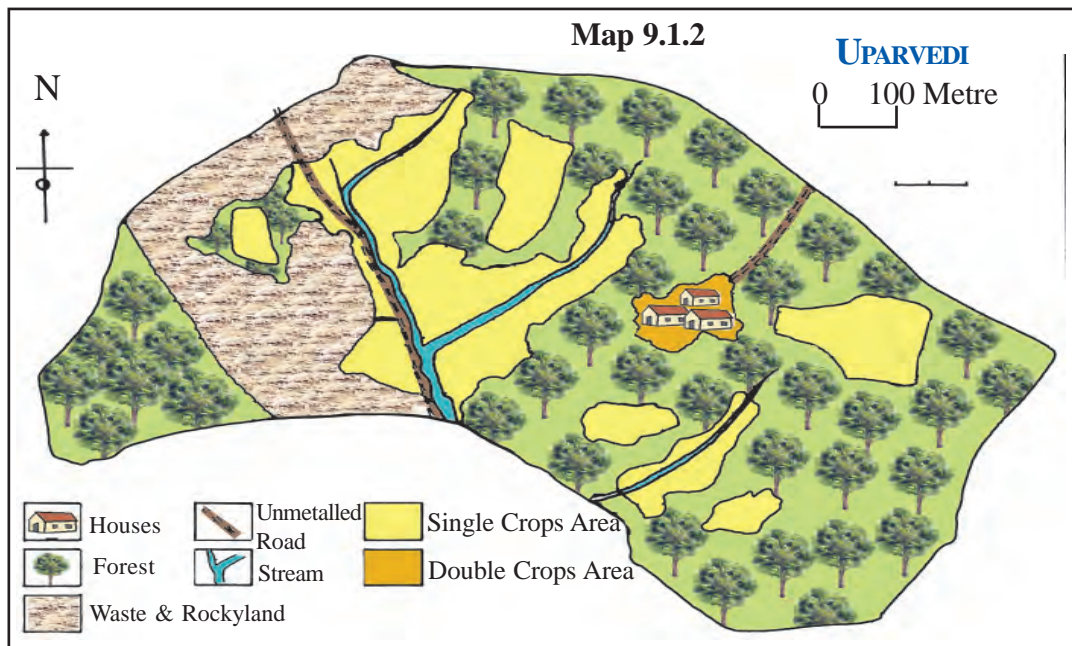 Map 9.1.2
UPARVEDI
0 100 Metre
N
Houses
Unmetalled
Road
Single Crops Area
Forest
Stream
Double Crops Area
Waste & Rockyland